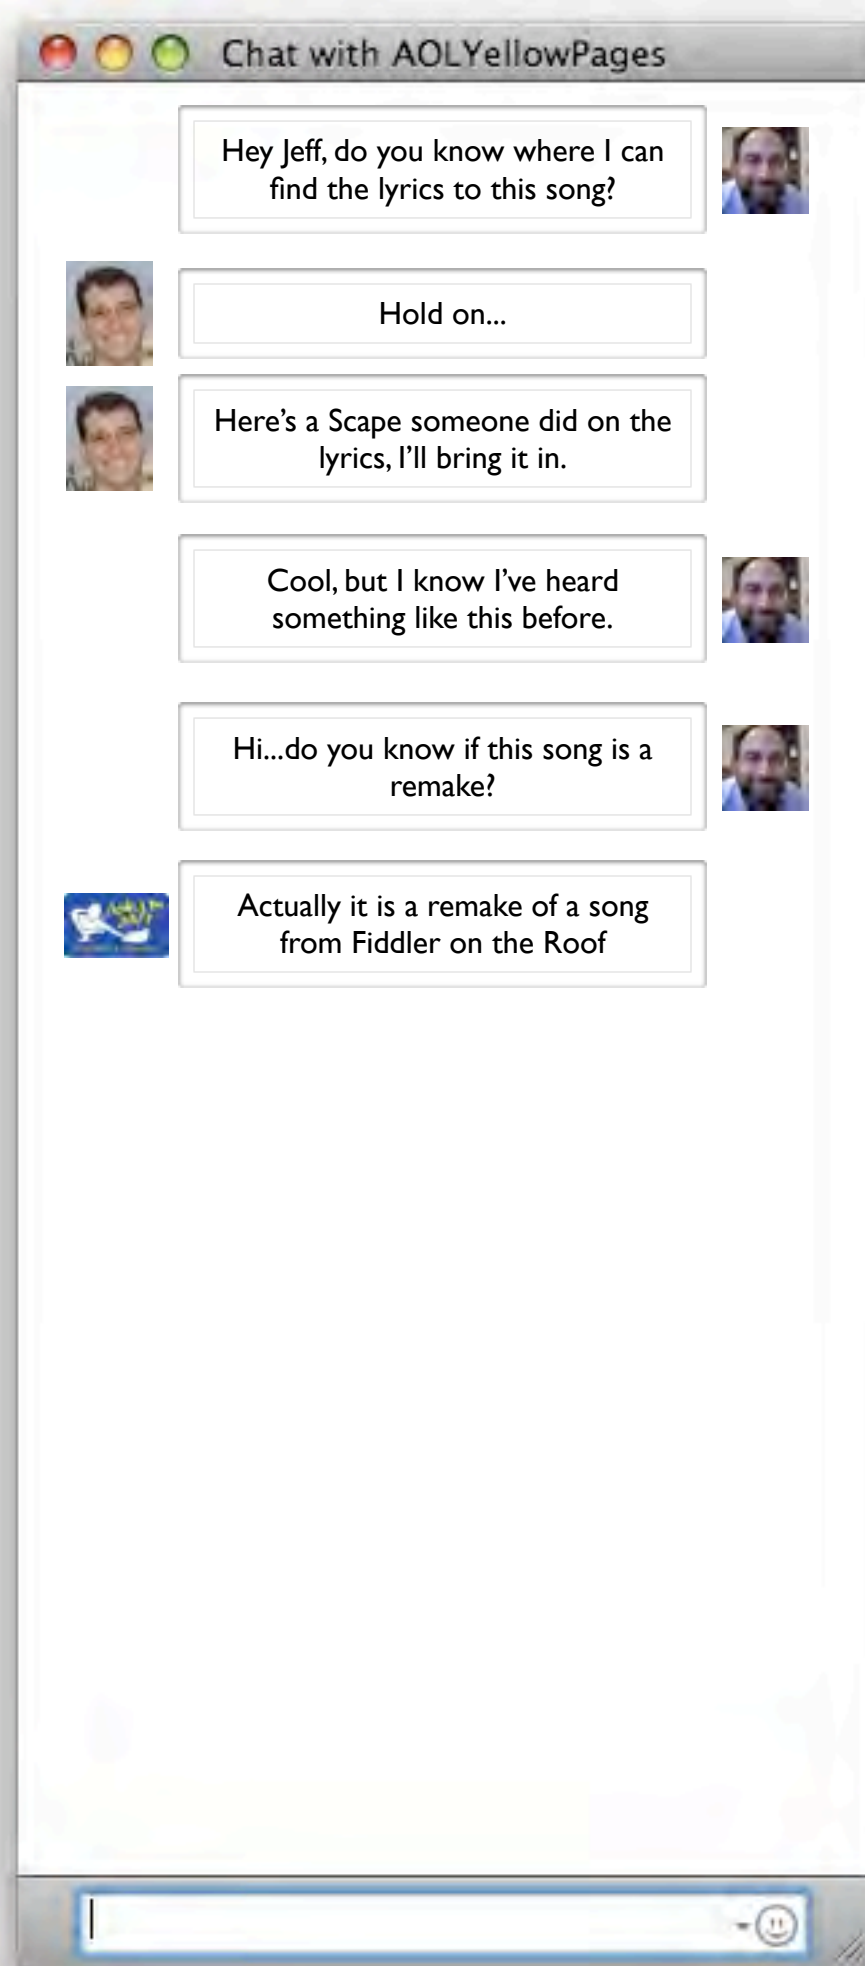 Chat with AOLYellowPages
Hey Jeff, do you know where I can
find the lyrics to this song?
Hold on...
Here’s a Scape someone did on the
lyrics, I’ll bring it in.
Cool, but I know I’ve heard
something like this before.
Hi...do you know if this song is a
remake?
Actually it is a remake of a song
from Fiddler on the Roof